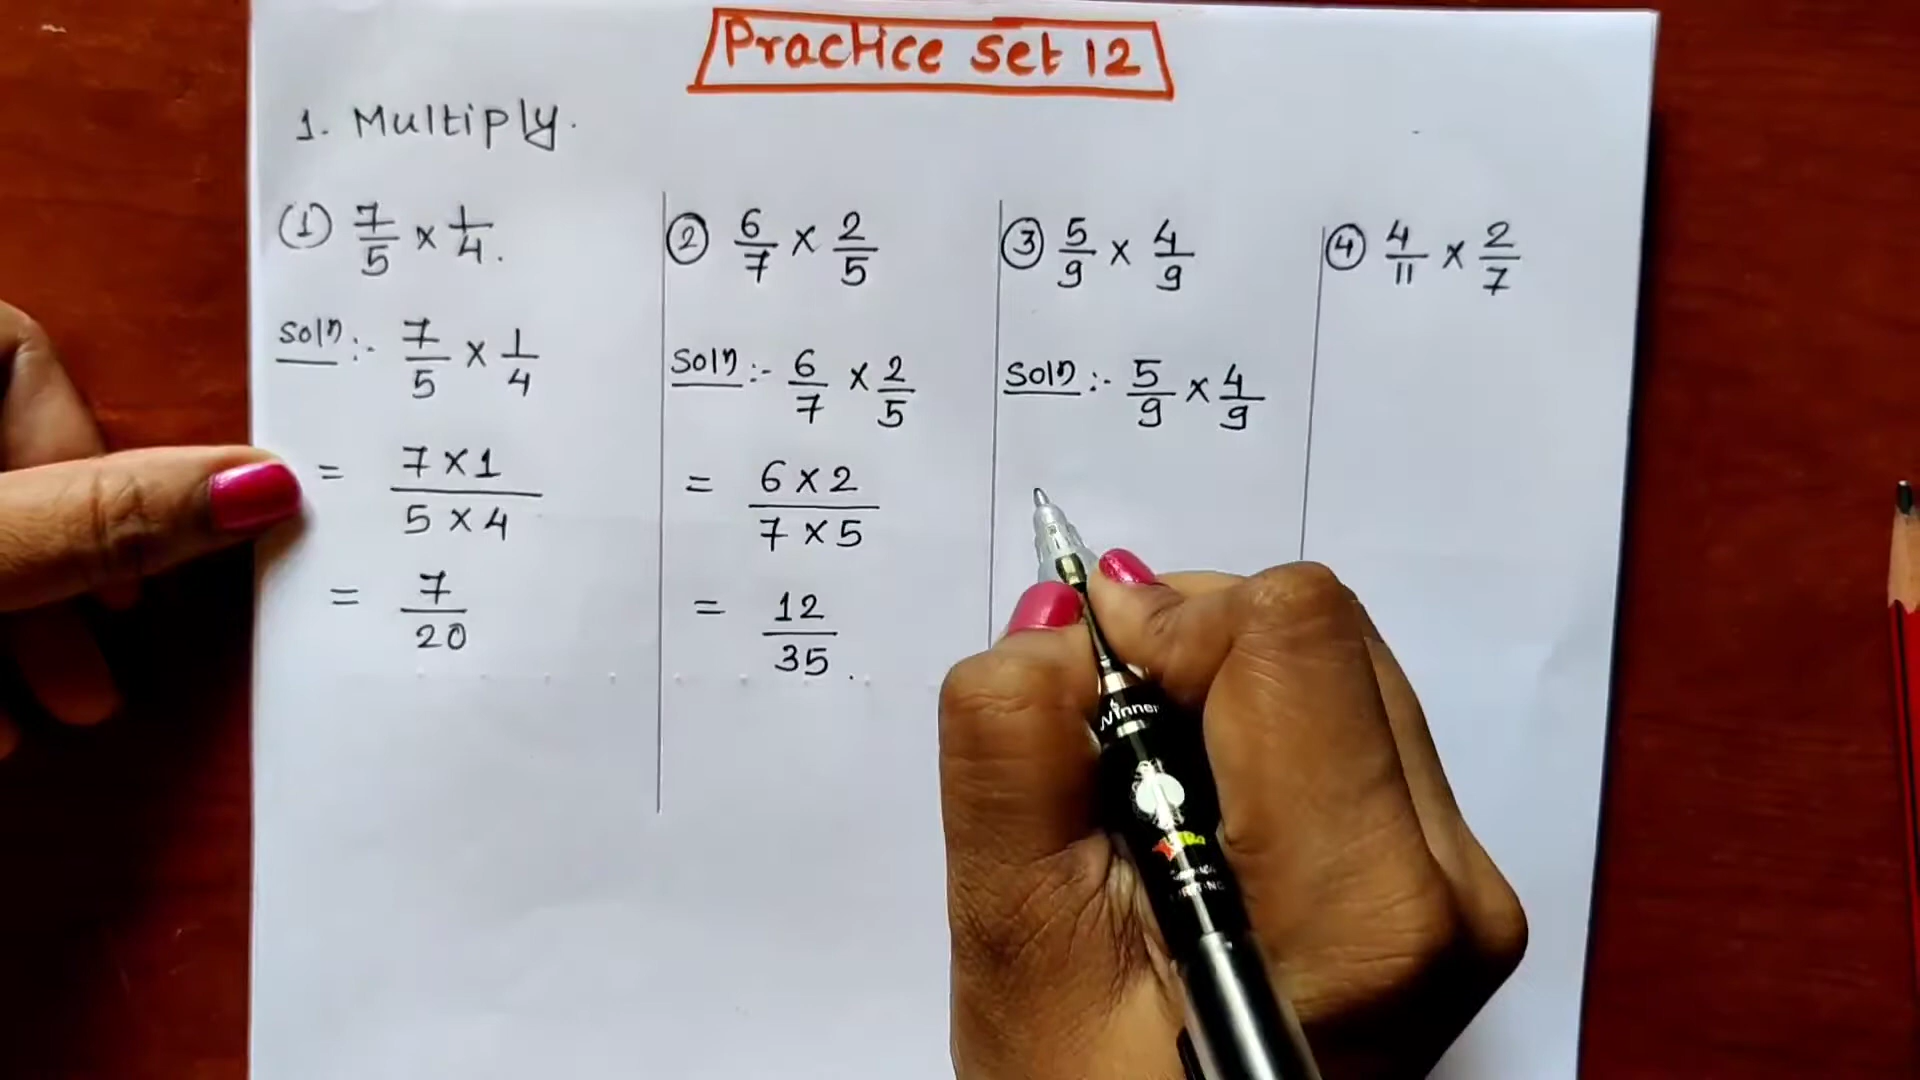 Practice Set 12
1. Multiply.
(1) 7/5 × 1/4.
Solⁿ :- 7/5 × 1/4
= 7×1 / 5×4
= 7/20
② 6/7 × 2/5
Solⁿ :- 6/7 × 2/5
= 6×2 / 7×5
= 12/35.
③ 5/9 × 4/9
Solⁿ :- 5/9 × 4/9
④ 4/11 × 2/7
Winner